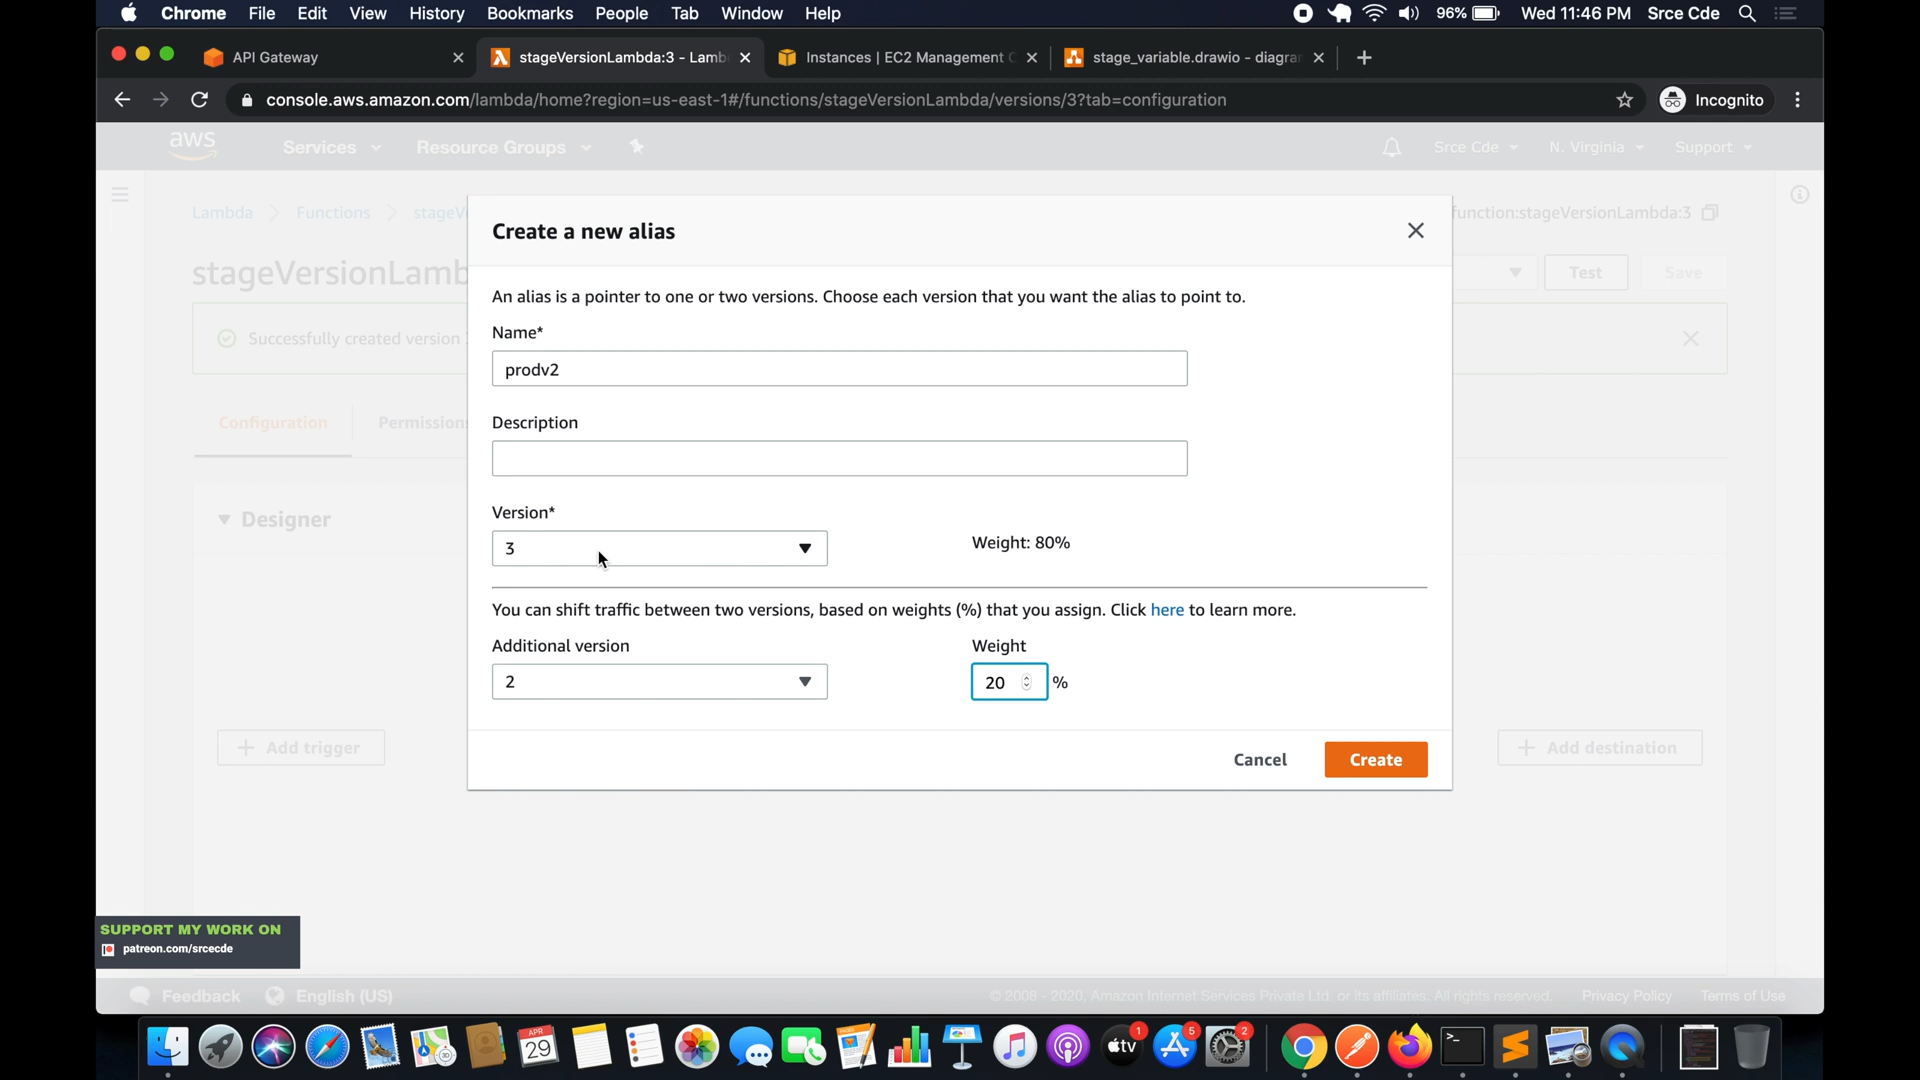 Chrome File Edit View History Bookmarks People Tab Window Help 96% Wed 11:46 PM Srce Cde
API Gateway stageVersionLambda:3 - Lamb Instances | EC2 Management C stage_variable.drawio - diagra
console.aws.amazon.com/lambda/home?region=us-east-1#/functions/stageVersionLambda/versions/3?tab=configuration Incognito
aws Services Resource Groups Srce Cde N. Virginia Support
Lambda Functions stageV function:stageVersionLambda:3
stageVersionLamb Test Save
Successfully created version
Configuration Permissions
Designer
Add trigger Add destination
Create a new alias
An alias is a pointer to one or two versions. Choose each version that you want the alias to point to.
Name*
prodv2
Description
Version*
3 Weight: 80%
You can shift traffic between two versions, based on weights (%) that you assign. Click here to learn more.
Additional version Weight
2 20 %
Cancel Create
SUPPORT MY WORK ON
patreon.com/srcecde
Feedback English (US) © 2008 - 2020, Amazon Internet Services Private Ltd. or its affiliates. All rights reserved. Privacy Policy Terms of Use
APR
29
tv 1 5 2